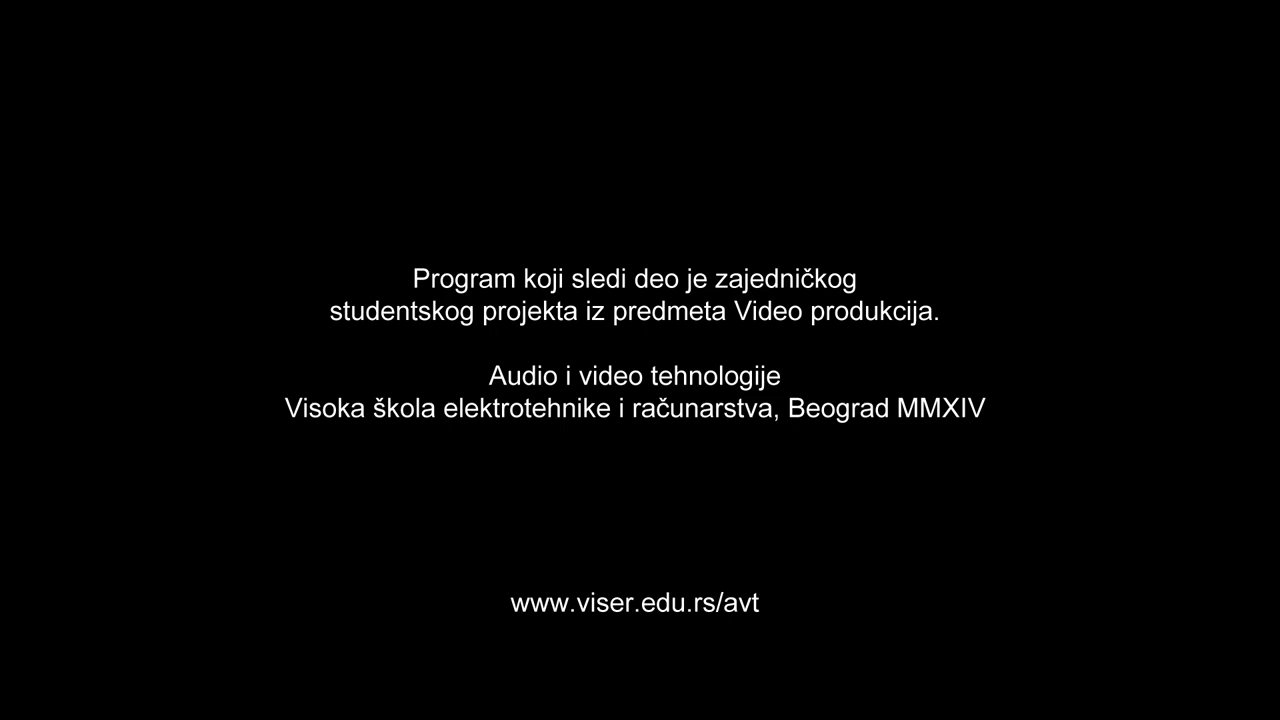 Program koji sledi deo je zajedničkog
studentskog projekta iz predmeta Video produkcija.
Audio i video tehnologije
Visoka škola elektrotehnike i računarstva, Beograd MMXIV
www.viser.edu.rs/avt